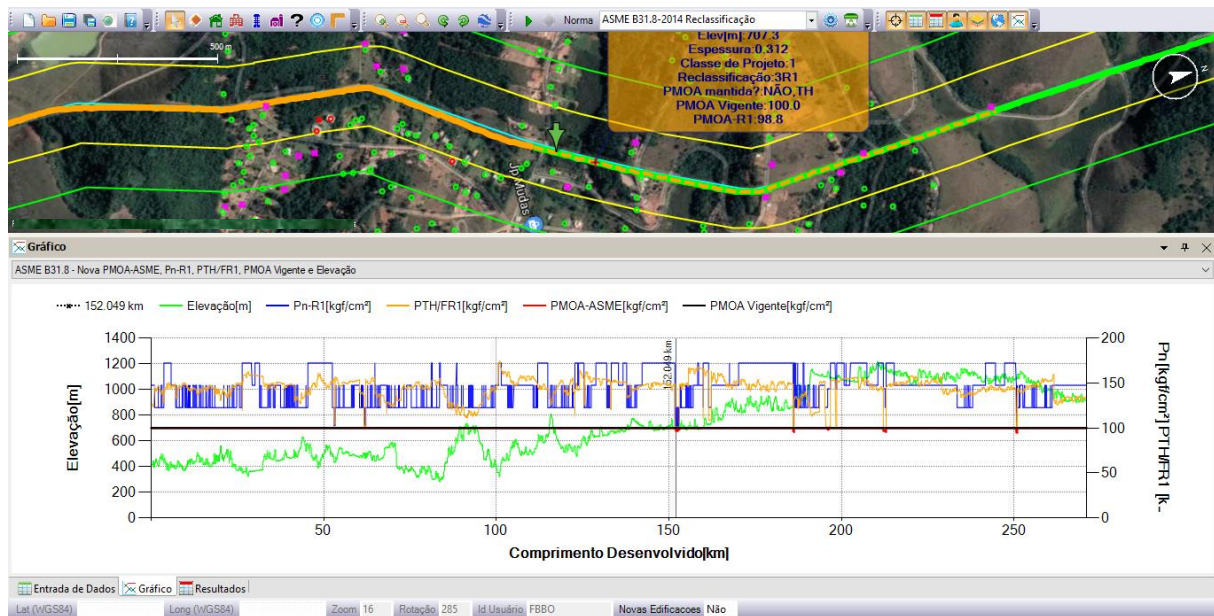 Norma ASME B31.8-2014 Reclassificação
500 m
Elev[m]:707.3
Espessura:0,312
Classe de Projeto:1
Reclassificação:3R1
PMOA mantida?:NÃO,TH
PMOA Vigente:100.0
PMOA-R1:98.8
N
Jp Mudas
Gráfico
ASME B31.8 - Nova PMOA-ASME, Pn-R1, PTH/FR1, PMOA Vigente e Elevação
152.049 km Elevação[m] Pn-R1[kgf/cm²] PTH/FR1[kgf/cm²] PMOA-ASME[kgf/cm²] PMOA Vigente[kgf/cm²]
1400
1200
1000
800
600
400
200
0
Elevação[m]
152.049 km
200
150
100
50
0
Pn[kgf/cm²] PTH/FR1 [k-
50 100 150 200 250
Comprimento Desenvolvido[km]
Entrada de Dados Gráfico Resultados
Lat (WGS84) Long (WGS84) Zoom 16 Rotação 285 Id Usuário FBBO Novas Edificacoes Não